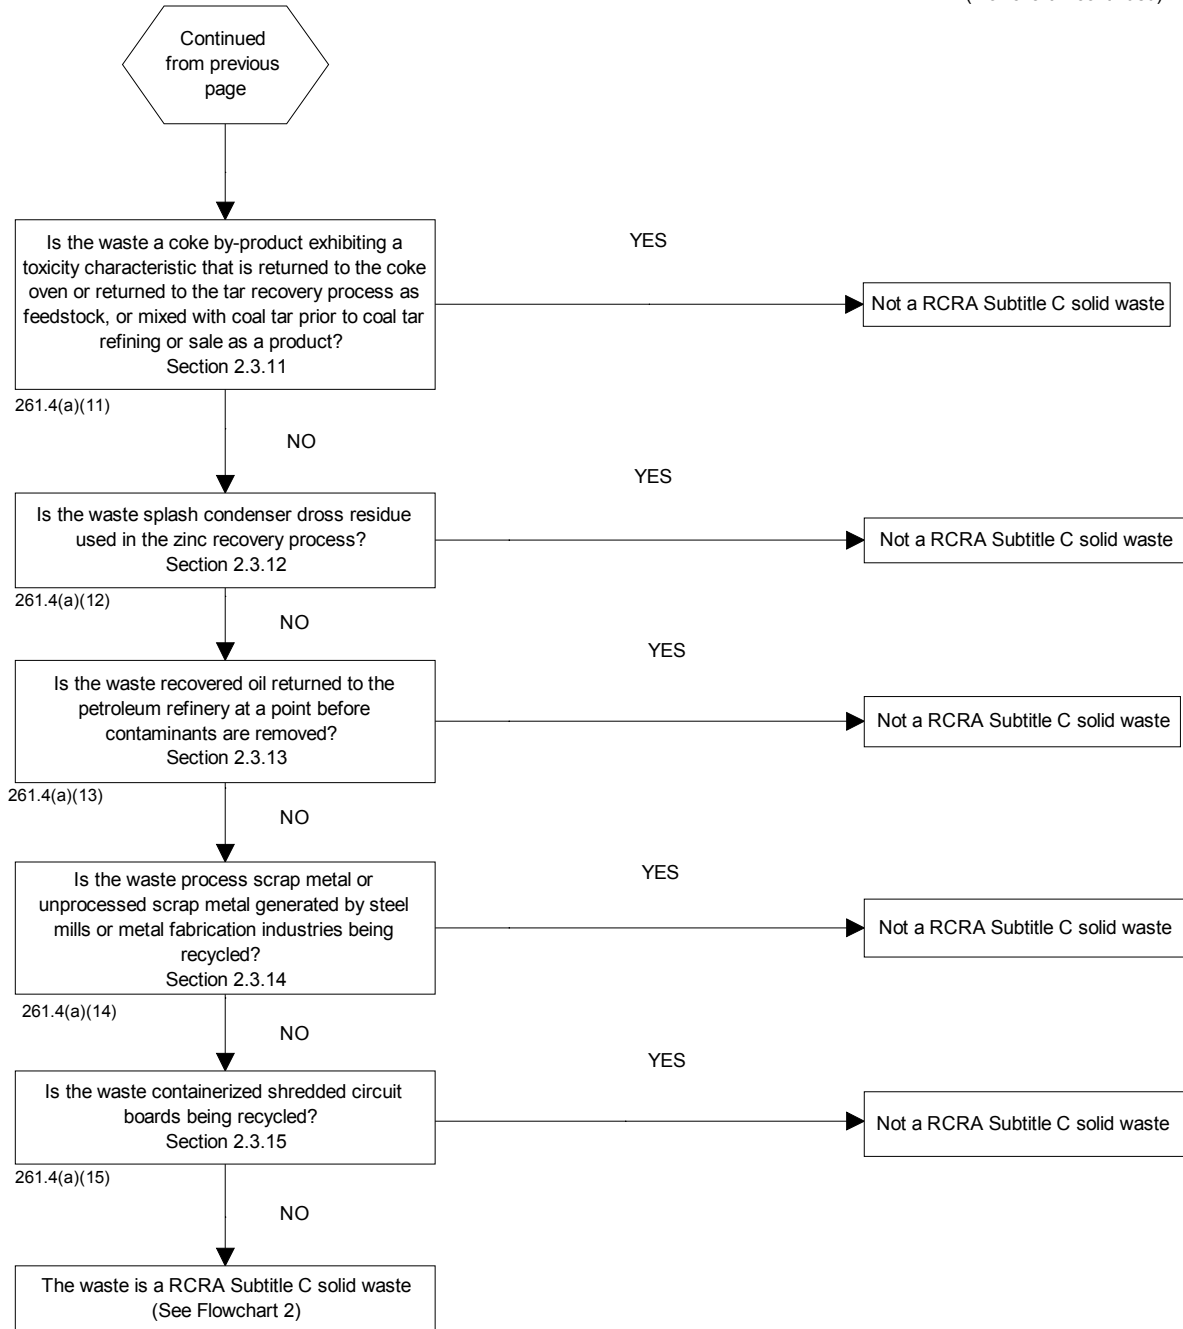 Continued
from previous
page
Is the waste a coke by-product exhibiting a
toxicity characteristic that is returned to the coke
oven or returned to the tar recovery process as
feedstock, or mixed with coal tar prior to coal tar
refining or sale as a product?
Section 2.3.11
YES
Not a RCRA Subtitle C solid waste
261.4(a)(11)
NO
Is the waste splash condenser dross residue
used in the zinc recovery process?
Section 2.3.12
YES
Not a RCRA Subtitle C solid waste
261.4(a)(12)
NO
Is the waste recovered oil returned to the
petroleum refinery at a point before
contaminants are removed?
Section 2.3.13
YES
Not a RCRA Subtitle C solid waste
261.4(a)(13)
NO
Is the waste process scrap metal or
unprocessed scrap metal generated by steel
mills or metal fabrication industries being
recycled?
Section 2.3.14
YES
Not a RCRA Subtitle C solid waste
261.4(a)(14)
NO
Is the waste containerized shredded circuit
boards being recycled?
Section 2.3.15
YES
Not a RCRA Subtitle C solid waste
261.4(a)(15)
NO
The waste is a RCRA Subtitle C solid waste
(See Flowchart 2)